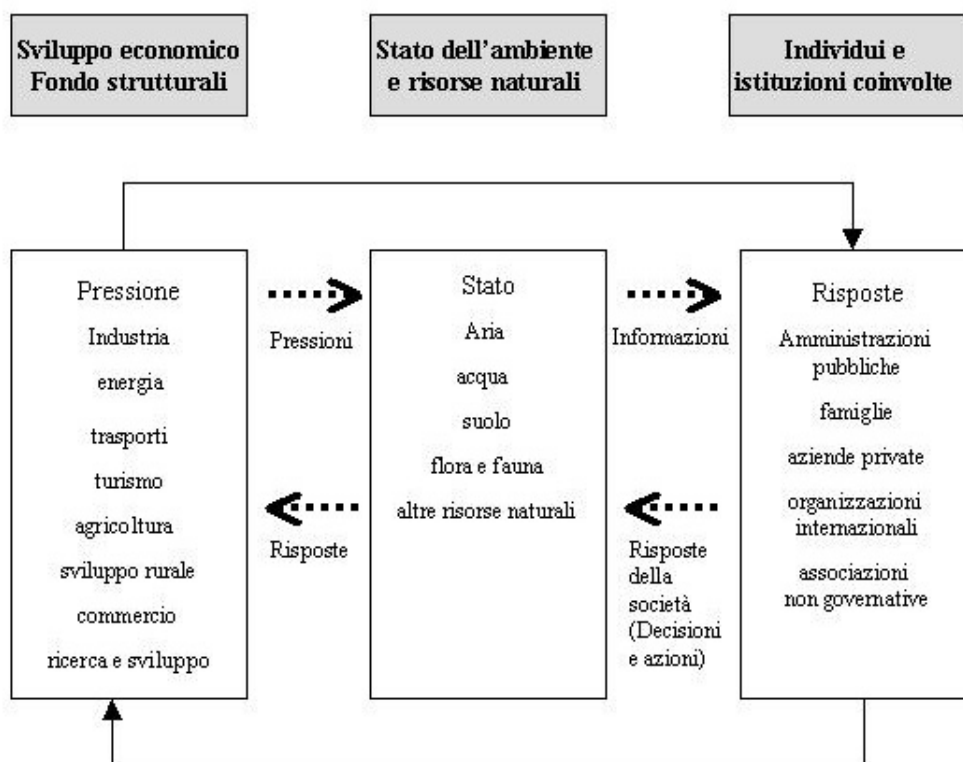 Sviluppo economico
Fondo strutturali
Stato dell'ambiente
e risorse naturali
Individui e
istituzioni coinvolte
Pressione
Industria
energia
trasporti
turismo
agricoltura
sviluppo rurale
commercio
ricerca e sviluppo
Pressioni
Risposte
Stato
Aria
acqua
suolo
flora e fauna
altre risorse naturali
Informazioni
Risposte
della
società
(Decisioni
e azioni)
Risposte
Amministrazioni
pubbliche
famiglie
aziende private
organizzazioni
internazionali
associazioni
non governative